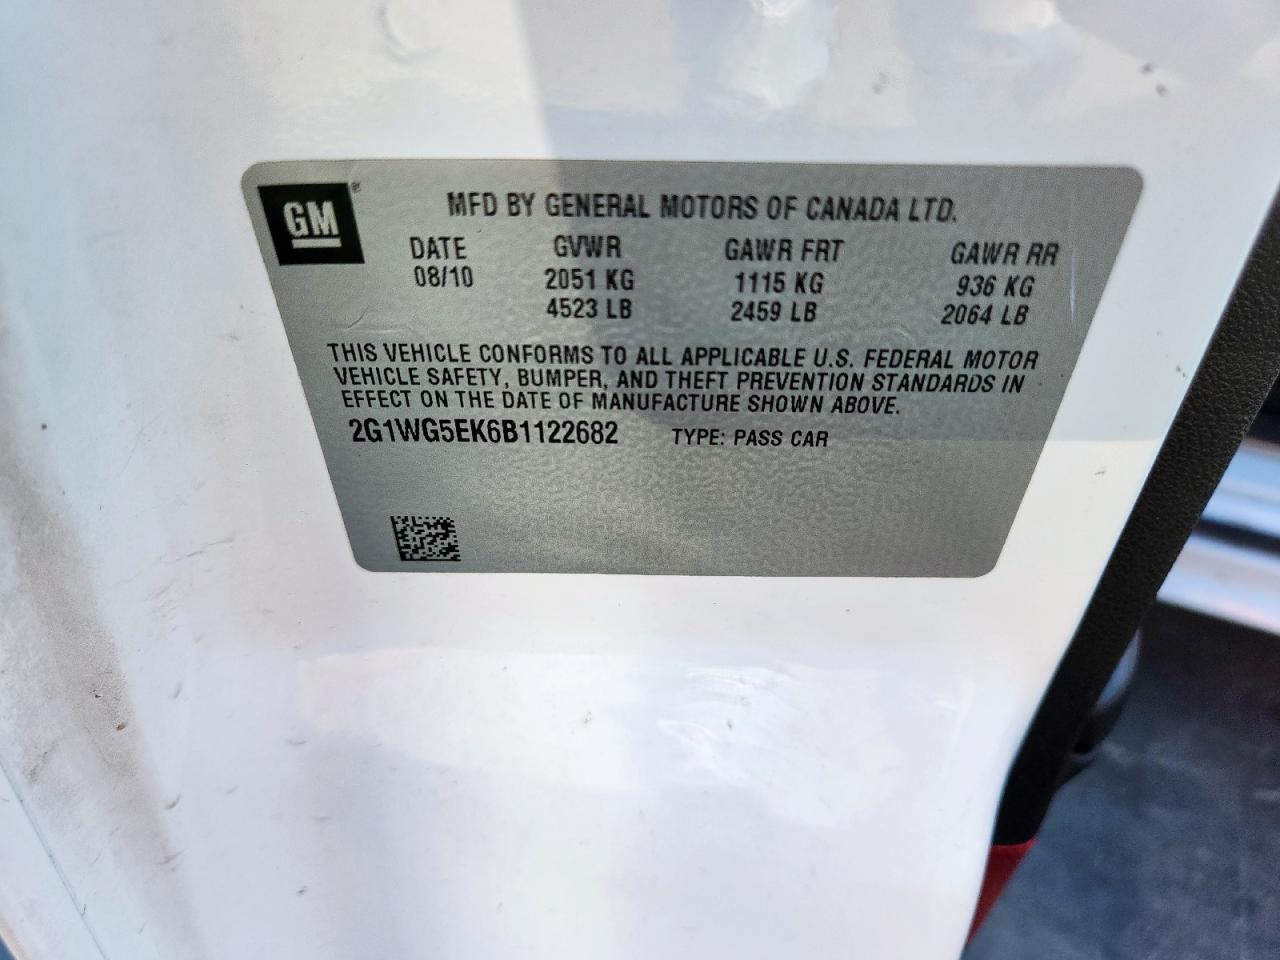 GM
MFD BY GENERAL MOTORS OF CANADA LTD.
DATE GVWR GAWR FRT GAWR RR
08/10 2051 KG 1115 KG 936 KG
4523 LB 2459 LB 2064 LB
THIS VEHICLE CONFORMS TO ALL APPLICABLE U.S. FEDERAL MOTOR
VEHICLE SAFETY, BUMPER, AND THEFT PREVENTION STANDARDS IN
EFFECT ON THE DATE OF MANUFACTURE SHOWN ABOVE.
2G1WG5EK6B1122682 TYPE: PASS CAR